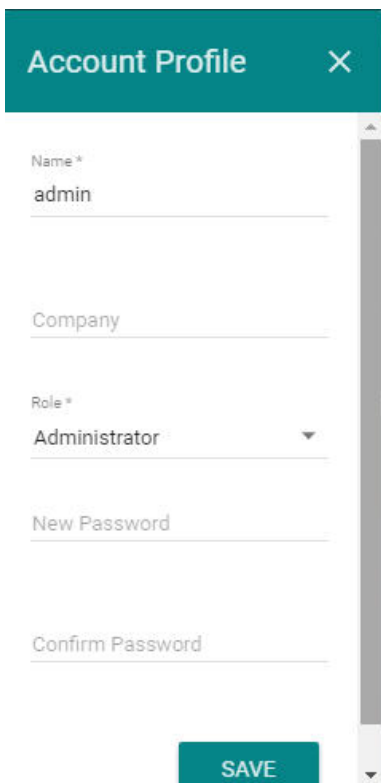 Account Profile
Name *
admin
Company
Role *
Administrator
New Password
Confirm Password
SAVE